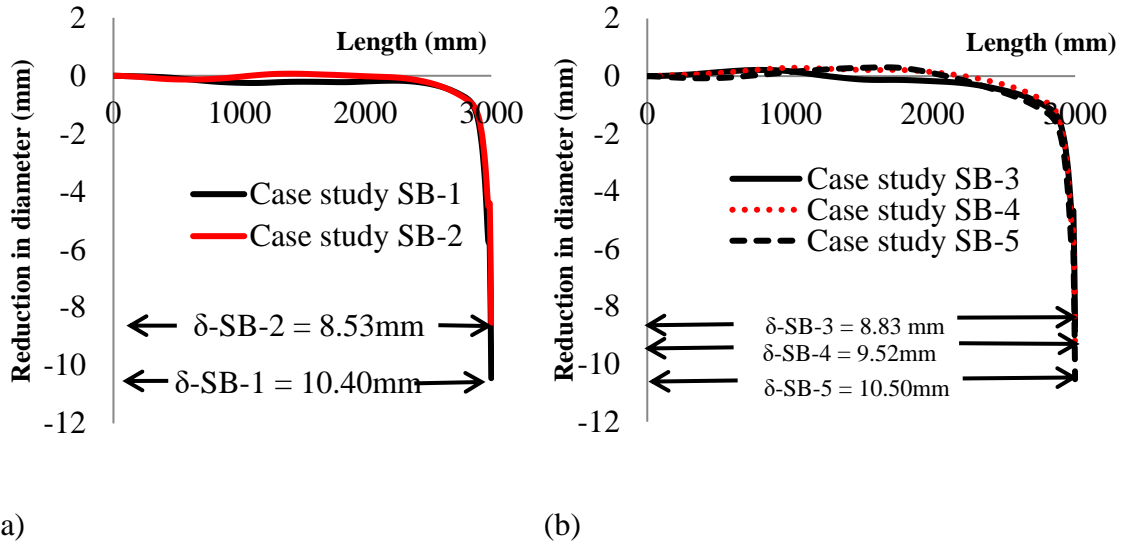 Reduction in diameter (mm)
2
0
-2
-4
-6
-8
-10
-12
Length (mm)
0
1000
2000
3000
Case study SB-1
Case study SB-2
δ-SB-2 = 8.53mm
δ-SB-1 = 10.40mm
Reduction in diameter (mm)
2
0
-2
-4
-6
-8
-10
-12
Length (mm)
0
1000
2000
3000
Case study SB-3
Case study SB-4
Case study SB-5
δ-SB-3 = 8.83 mm
δ-SB-4 = 9.52mm
δ-SB-5 = 10.50mm
a)
(b)